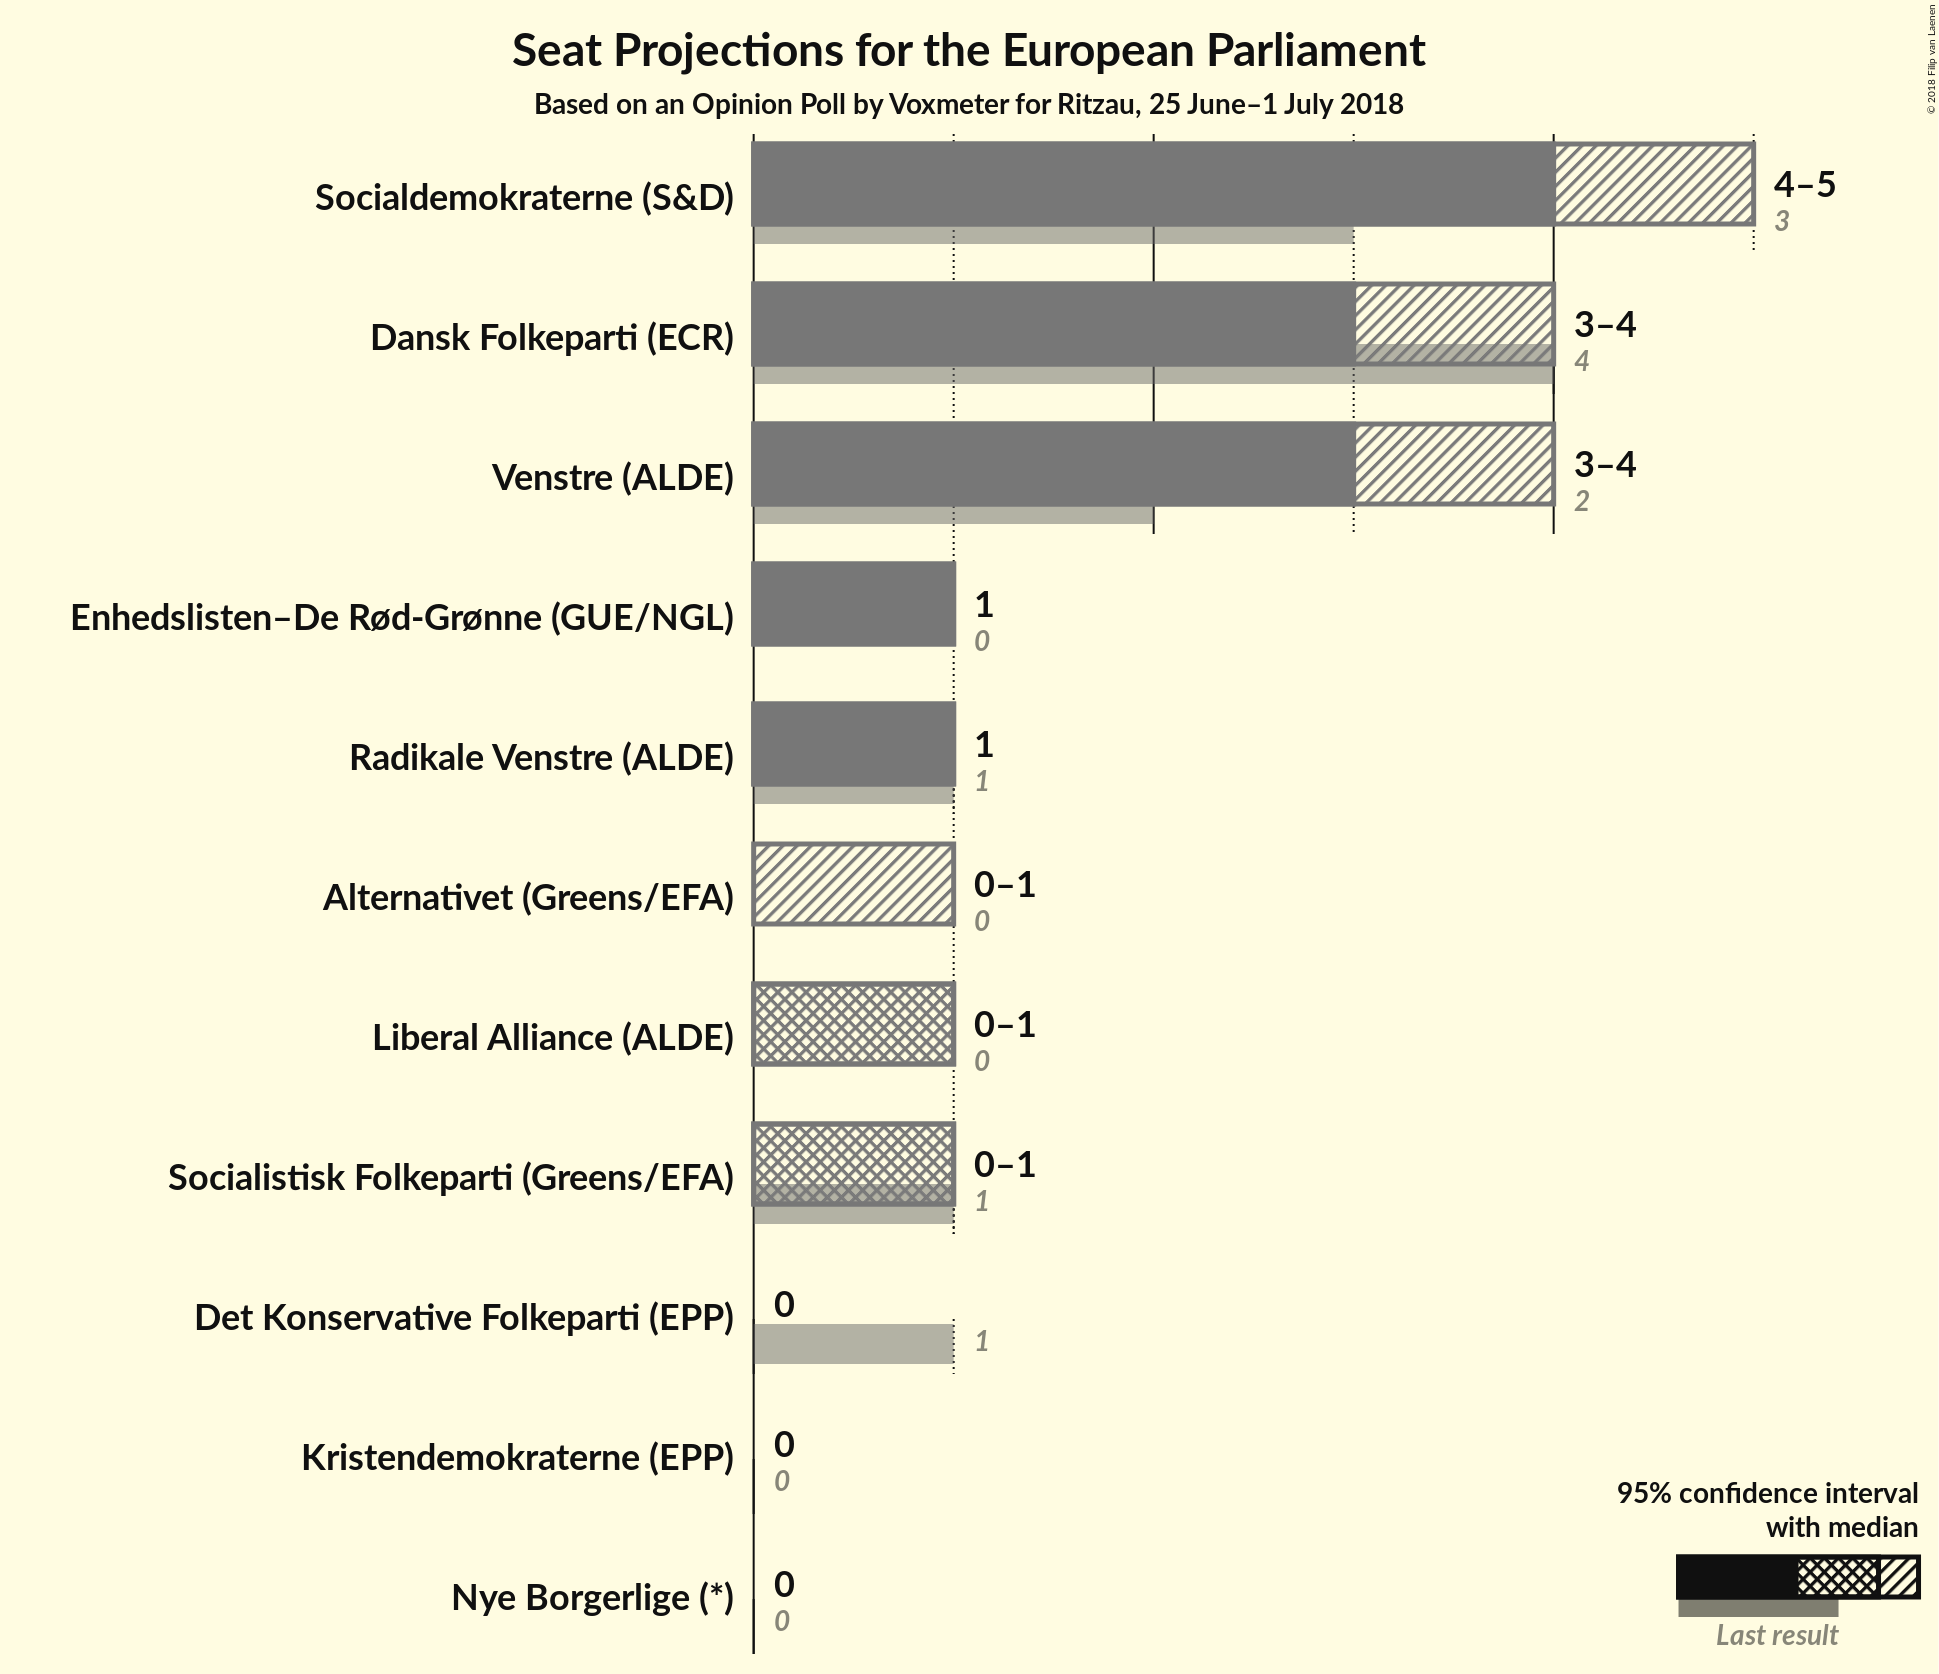 Seat Projections for the European Parliament
Based on an Opinion Poll by Voxmeter for Ritzau, 25 June–1 July 2018
© 2018 Filip van Laenen
Socialdemokraterne (S&D)
4–5
3
Dansk Folkeparti (ECR)
3–4
4
Venstre (ALDE)
3–4
2
Enhedslisten–De Rød-Grønne (GUE/NGL)
1
0
Radikale Venstre (ALDE)
1
1
Alternativet (Greens/EFA)
0–1
0
Liberal Alliance (ALDE)
0–1
0
Socialistisk Folkeparti (Greens/EFA)
0–1
1
Det Konservative Folkeparti (EPP)
0
1
Kristendemokraterne (EPP)
0
0
Nye Borgerlige (*)
0
0
95% confidence interval
with median
Last result